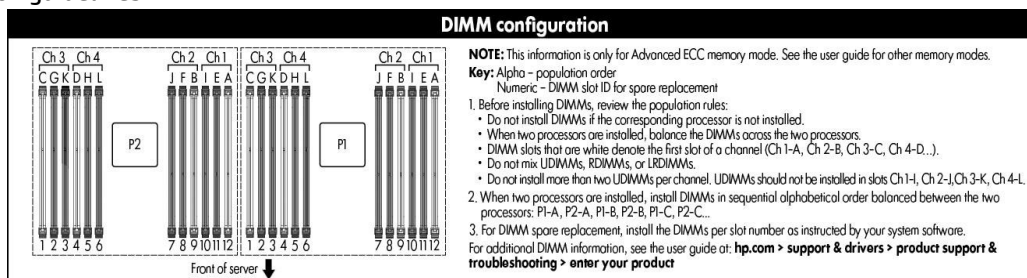 DIMM configuration
Ch 3 Ch 4 Ch 2 Ch 1 Ch 3 Ch 4 Ch 2 Ch 1
C G K D H L J F B I E A C G K D H L J F B I E A
P2 P1
1 2 3 4 5 6 7 8 9 10 11 12 1 2 3 4 5 6 7 8 9 10 11 12
Front of server
NOTE: This information is only for Advanced ECC memory mode. See the user guide for other memory modes.
Key: Alpha – population order
Numeric – DIMM slot ID for spare replacement
1. Before installing DIMMs, review the population rules:
• Do not install DIMMs if the corresponding processor is not installed.
• When two processors are installed, balance the DIMMs across the two processors.
• DIMM slots that are white denote the first slot of a channel (Ch 1-A, Ch 2-B, Ch 3-C, Ch 4-D...).
• Do not mix UDIMMs, RDIMMs, or LRDIMMs.
• Do not install more than two UDIMMs per channel. UDIMMs should not be installed in slots Ch 1-I, Ch 2-J,Ch 3-K, Ch 4-L.
2. When two processors are installed, install DIMMs in sequential alphabetical order balanced between the two
processors: P1-A, P2-A, P1-B, P2-B, P1-C, P2-C...
3. For DIMM spare replacement, install the DIMMs per slot number as instructed by your system software.
For additional DIMM information, see the user guide at: hp.com > support & drivers > product support &
troubleshooting > enter your product